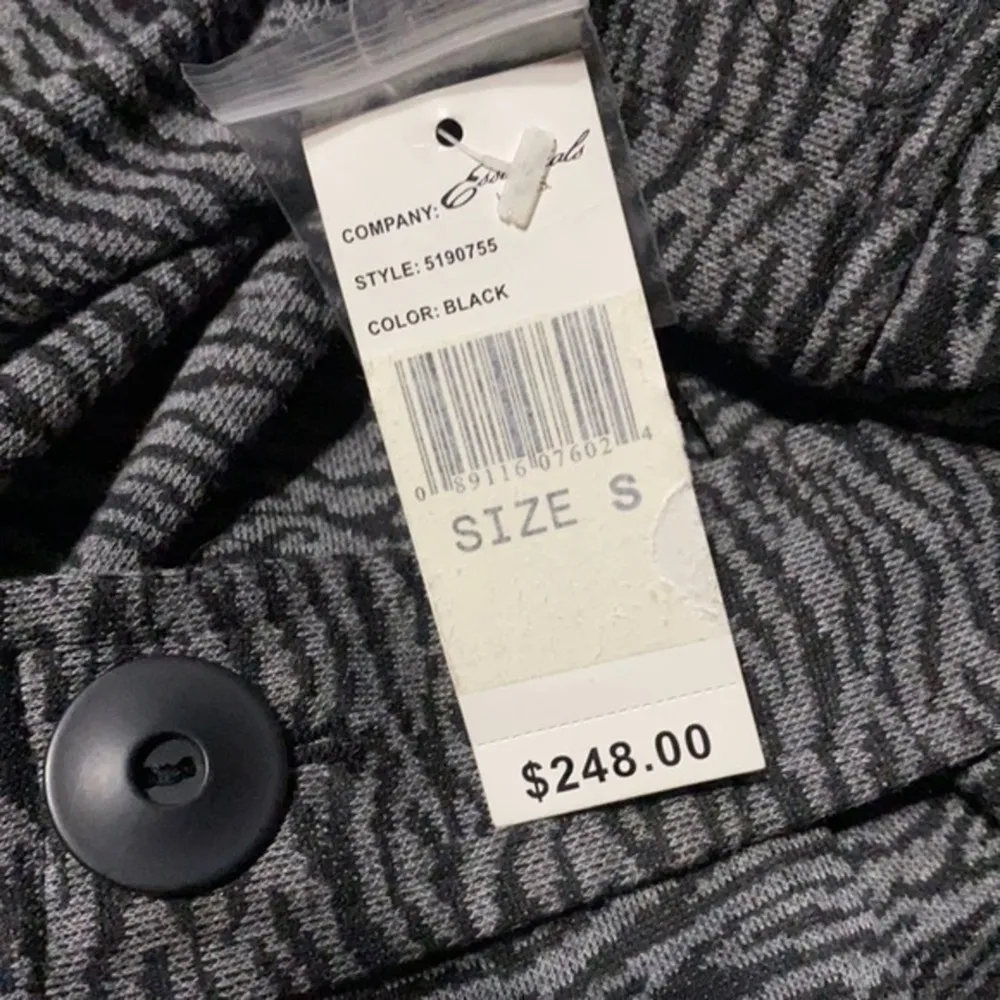 COMPANY:
STYLE: 5190755
COLOR: BLACK
0 89116 07602 4
SIZE S
$248.00